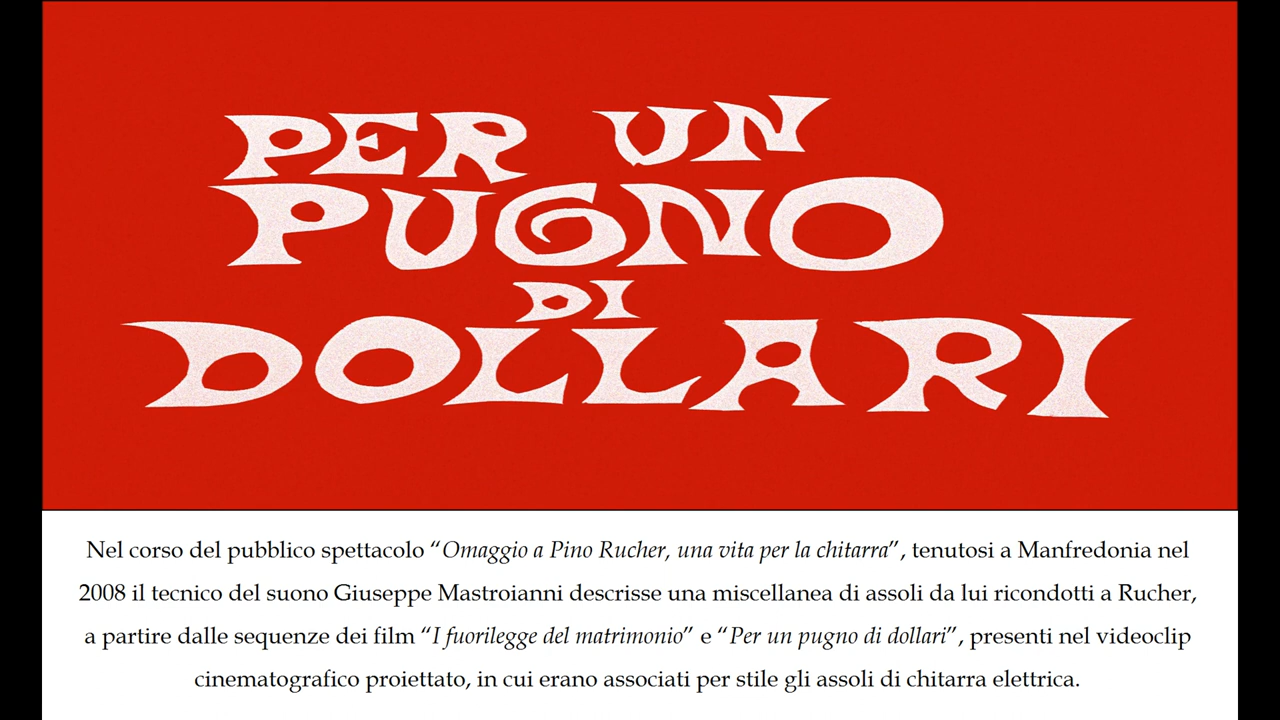 PER UN
PUGNO
DI
DOLLARI
Nel corso del pubblico spettacolo “Omaggio a Pino Rucher, una vita per la chitarra”, tenutosi a Manfredonia nel
2008 il tecnico del suono Giuseppe Mastroianni descrisse una miscellanea di assoli da lui ricondotti a Rucher,
a partire dalle sequenze dei film “I fuorilegge del matrimonio” e “Per un pugno di dollari”, presenti nel videoclip
cinematografico proiettato, in cui erano associati per stile gli assoli di chitarra elettrica.